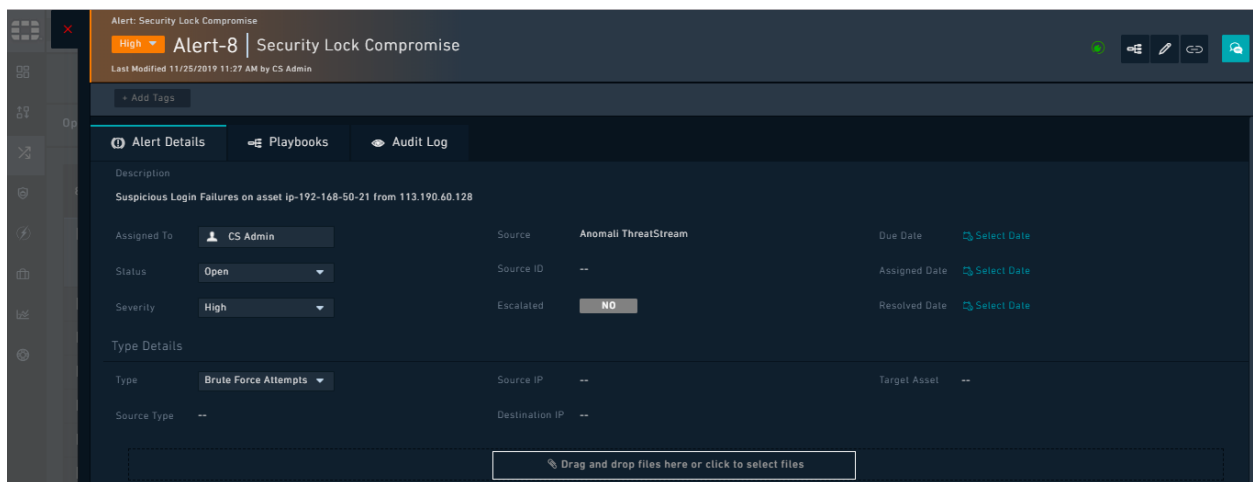 Alert: Security Lock Compromise
High Alert-8 Security Lock Compromise
Last Modified 11/25/2019 11:27 AM by CS Admin
+ Add Tags
Op
Alert Details Playbooks Audit Log
Description
Suspicious Login Failures on asset ip-192-168-50-21 from 113.190.60.128
Assigned To CS Admin Source Anomali ThreatStream Due Date Select Date
Status Open Source ID -- Assigned Date Select Date
Severity High Escalated NO Resolved Date Select Date
Type Details
Type Brute Force Attempts Source IP -- Target Asset --
Source Type -- Destination IP --
Drag and drop files here or click to select files